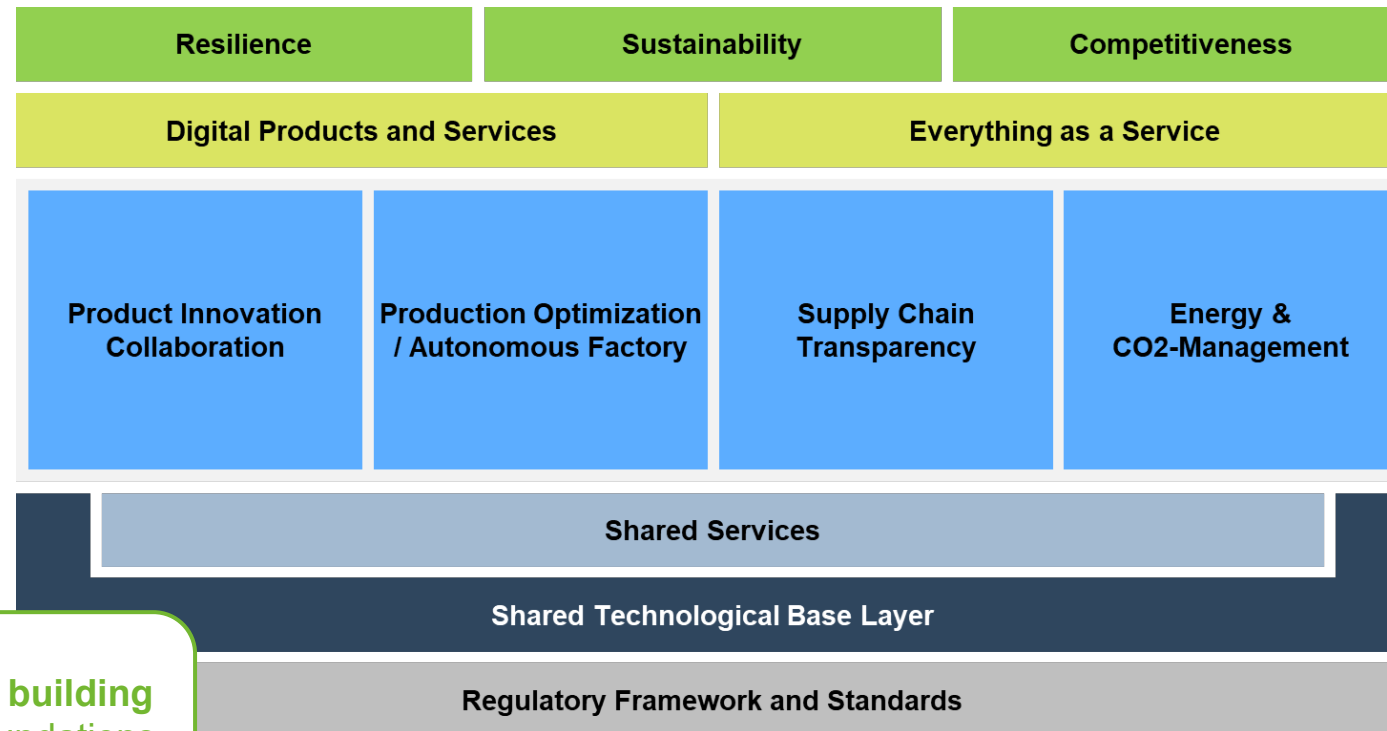 Resilience
Sustainability
Competitiveness
Digital Products and Services
Everything as a Service
Product Innovation
Collaboration
Production Optimization
/ Autonomous Factory
Supply Chain
Transparency
Energy &
CO2-Management
Shared Services
Shared Technological Base Layer
Regulatory Framework and Standards
building